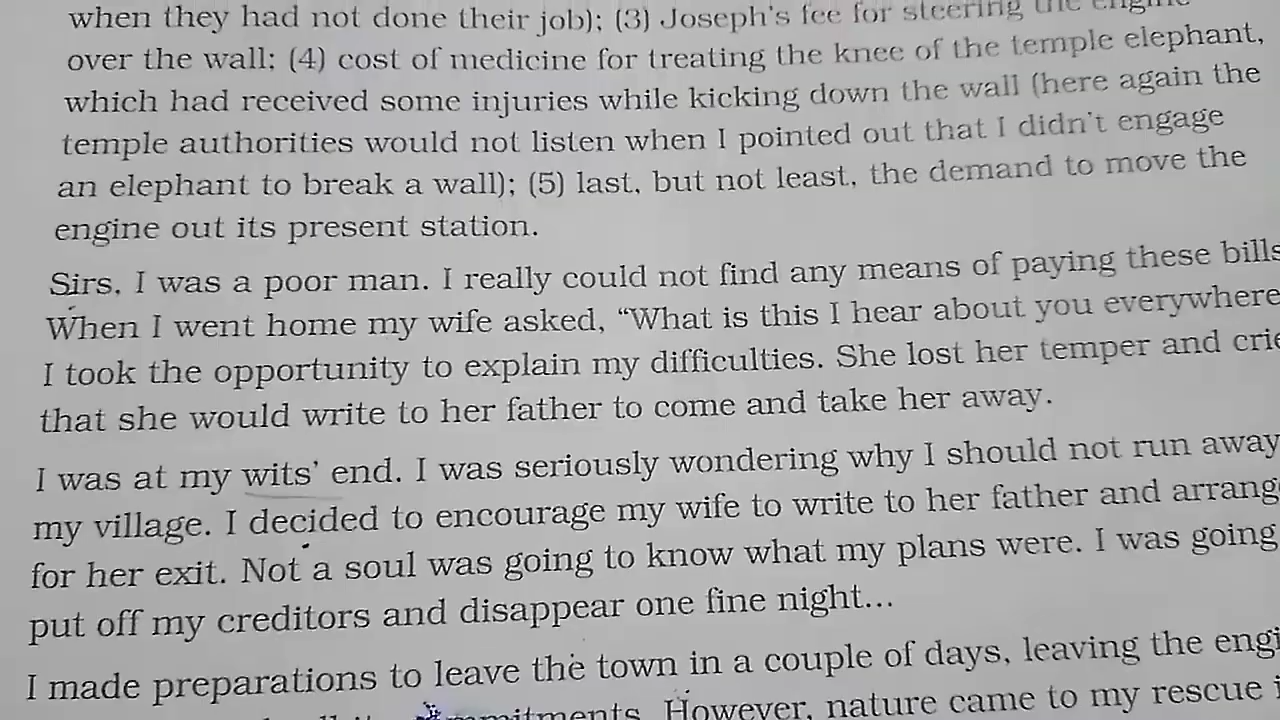 when they had not done their job); (3) Joseph's fee for steering the engine
over the wall; (4) cost of medicine for treating the knee of the temple elephant,
which had received some injuries while kicking down the wall (here again the
temple authorities would not listen when I pointed out that I didn't engage
an elephant to break a wall); (5) last, but not least, the demand to move the
engine out its present station.
Sirs, I was a poor man. I really could not find any means of paying these bills
When I went home my wife asked, “What is this I hear about you everywhere
I took the opportunity to explain my difficulties. She lost her temper and crie
that she would write to her father to come and take her away.
I was at my wits’ end. I was seriously wondering why I should not run away
my village. I decided to encourage my wife to write to her father and arrang
for her exit. Not a soul was going to know what my plans were. I was going
put off my creditors and disappear one fine night...
I made preparations to leave the town in a couple of days, leaving the engi
However, nature came to my rescue i